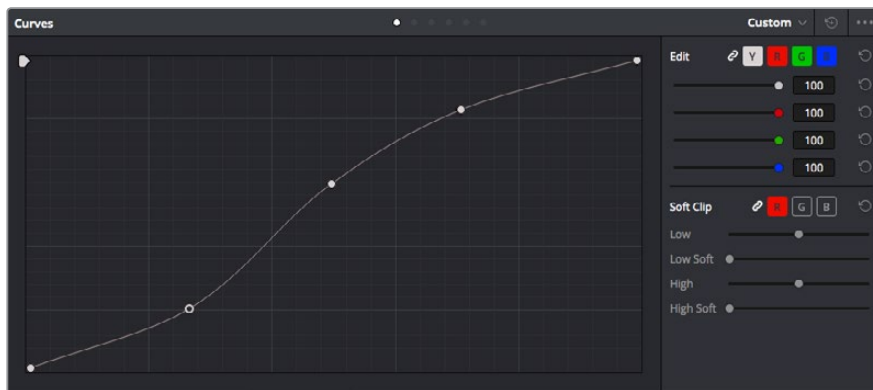 Curves
Custom
Edit
Y R G B
100
100
100
100
Soft Clip
R G B
Low
Low Soft
High
High Soft